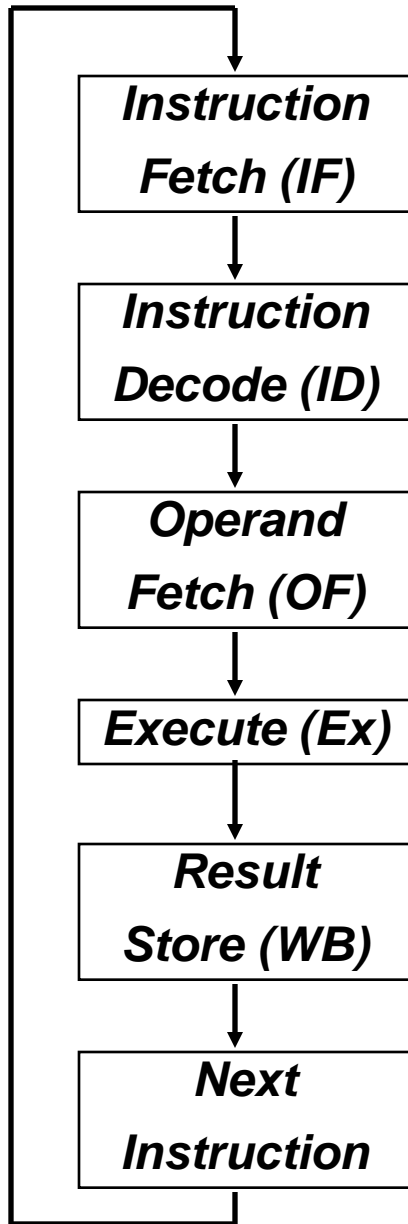 Instruction
Fetch (IF)
Instruction
Decode (ID)
Operand
Fetch (OF)
Execute (Ex)
Result
Store (WB)
Next
Instruction